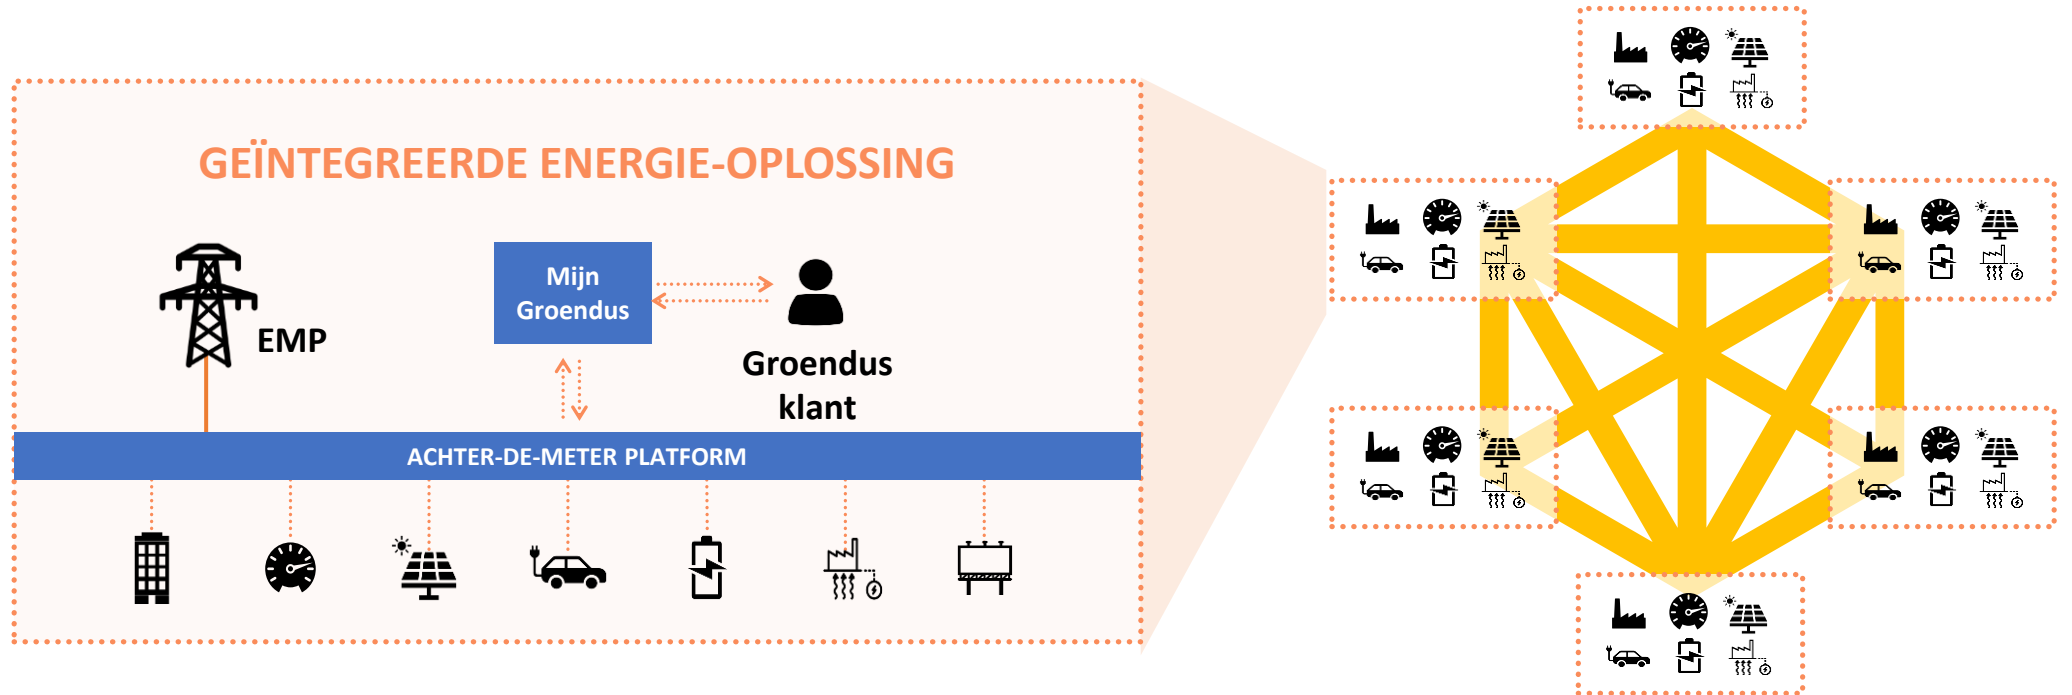 GEÏNTEGREERDE ENERGIE-OPLOSSING
EMP
Mijn
Groendus
Groendus
klant
ACHTER-DE-METER PLATFORM